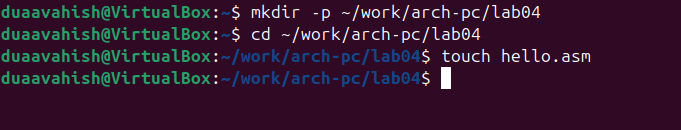 duaavahish@VirtualBox:~$ mkdir -p ~/work/arch-pc/lab04
duaavahish@VirtualBox:~$ cd ~/work/arch-pc/lab04
duaavahish@VirtualBox:~/work/arch-pc/lab04$ touch hello.asm
duaavahish@VirtualBox:~/work/arch-pc/lab04$